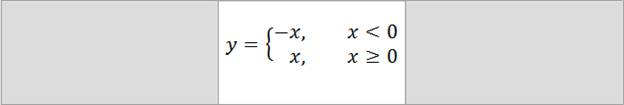 y = { −x,  x < 0
x,  x ≥ 0